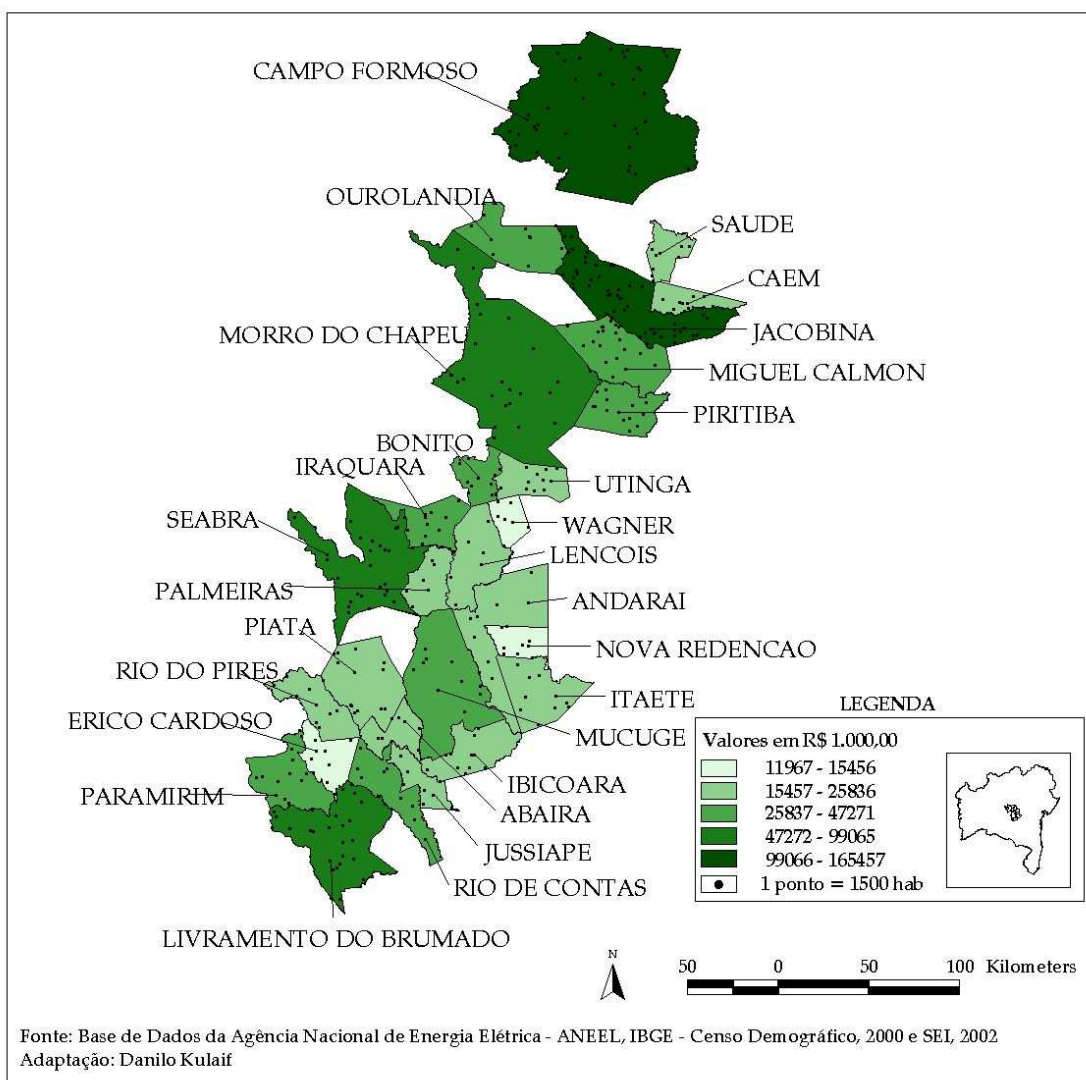 CAMPO FORMOSO
OUROLANDIA
SAUDE
CAEM
JACOBINA
MORRO DO CHAPEU
MIGUEL CALMON
PIRITIBA
BONITO
IRAQUARA
UTINGA
SEABRA
WAGNER
LENCOIS
PALMEIRAS
ANDARAI
PIATA
NOVA REDENCAO
RIO DO PIRES
ITAETE
ERICO CARDOSO
MUCUGE
IBICOARA
PARAMIRIM
ABAIRA
JUSSIAPE
RIO DE CONTAS
LIVRAMENTO DO BRUMADO
LEGENDA
Valores em R$ 1.000,00
11967 - 15456
15457 - 25836
25837 - 47271
47272 - 99065
99066 - 165457
1 ponto = 1500 hab
N
50 0 50 100 Kilometers
Fonte: Base de Dados da Agência Nacional de Energia Elétrica - ANEEL, IBGE - Censo Demográfico, 2000 e SEI, 2002
Adaptação: Danilo Kulaif